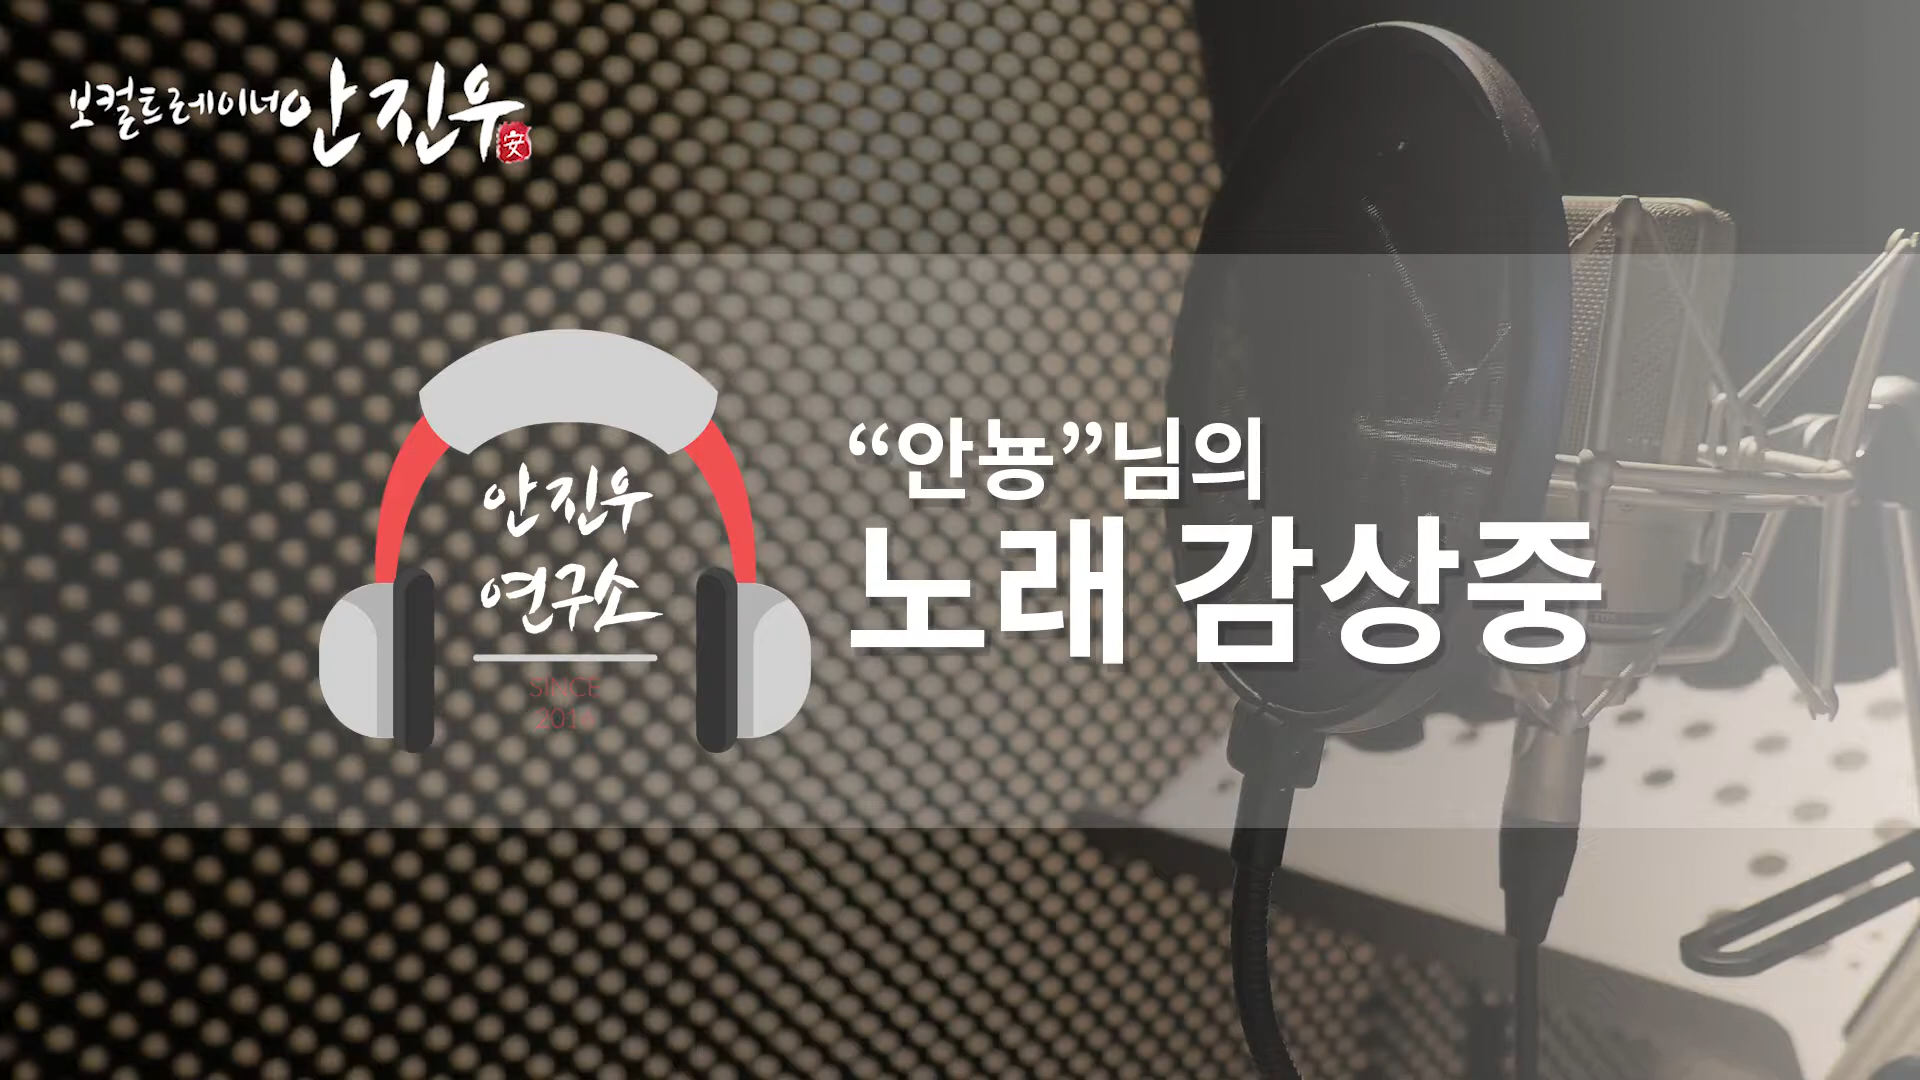 보컬트레이너 안진우
安
안진우
연구소
SINCE
“안뇽”님의
노래 감상중